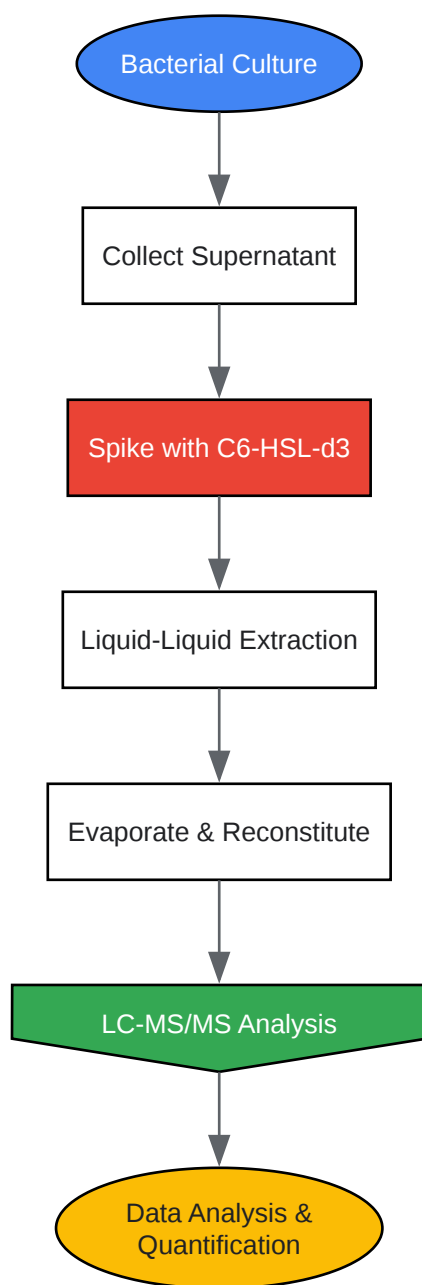 Bacterial Culture
Collect Supernatant
Spike with C6-HSL-d3
Liquid-Liquid Extraction
Evaporate & Reconstitute
LC-MS/MS Analysis
Data Analysis &
Quantification